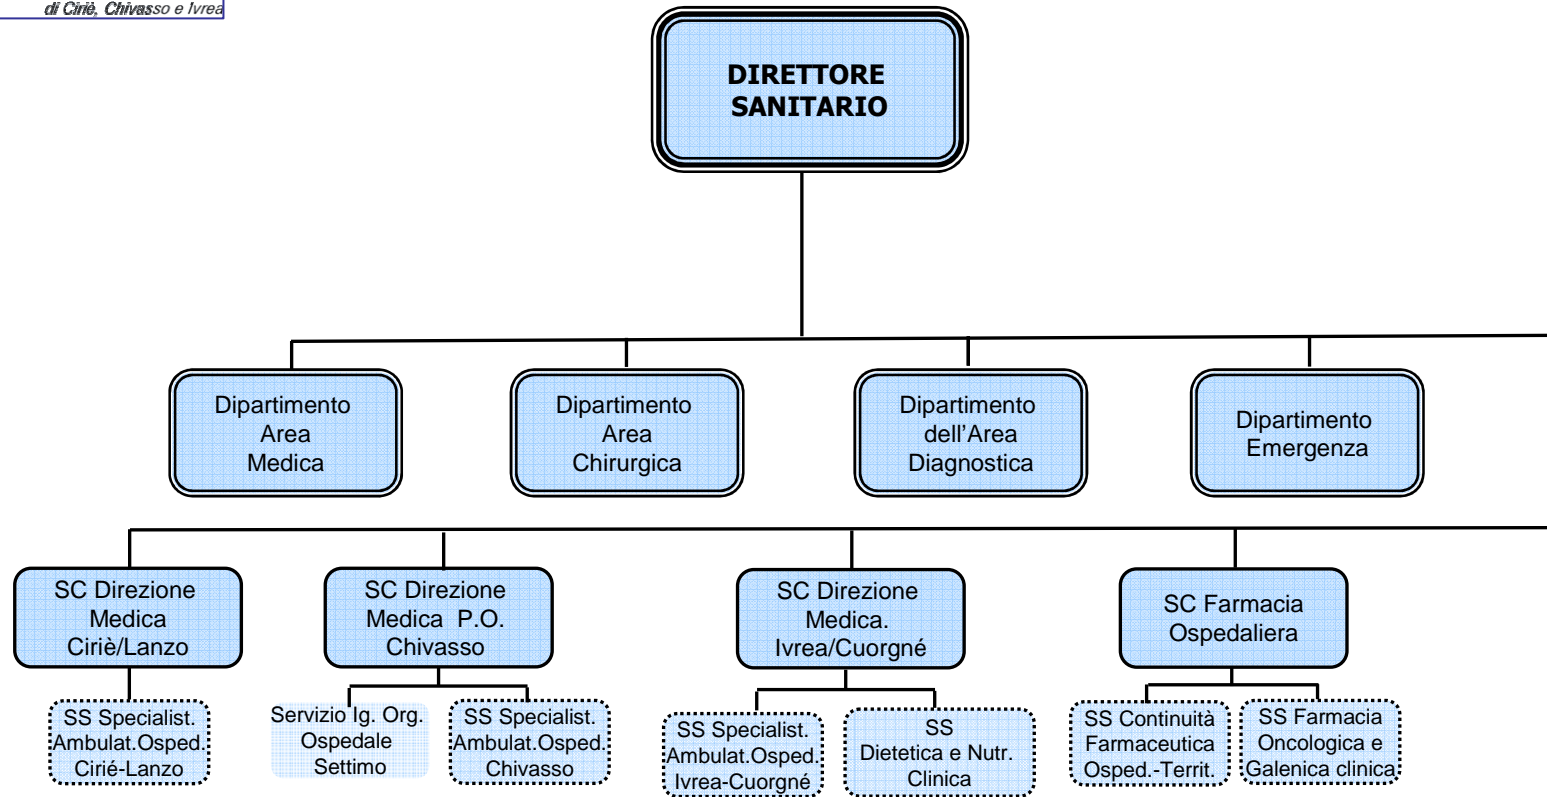 di Ciriè, Chivasso e Ivrea
DIRETTORE
SANITARIO
Dipartimento
Area
Medica
Dipartimento
Area
Chirurgica
Dipartimento
dell'Area
Diagnostica
Dipartimento
Emergenza
SC Direzione
Medica
Ciriè/Lanzo
SC Direzione
Medica P.O.
Chivasso
SC Direzione
Medica.
Ivrea/Cuorgné
SC Farmacia
Ospedaliera
SS Specialist.
Ambulat.Osped.
Cirié-Lanzo
Servizio Ig. Org.
Ospedale
Settimo
SS Specialist.
Ambulat.Osped.
Chivasso
SS Specialist.
Ambulat.Osped.
Ivrea-Cuorgné
SS
Dietetica e Nutr.
Clinica
SS Continuità
Farmaceutica
Osped.-Territ.
SS Farmacia
Oncologica e
Galenica clinica